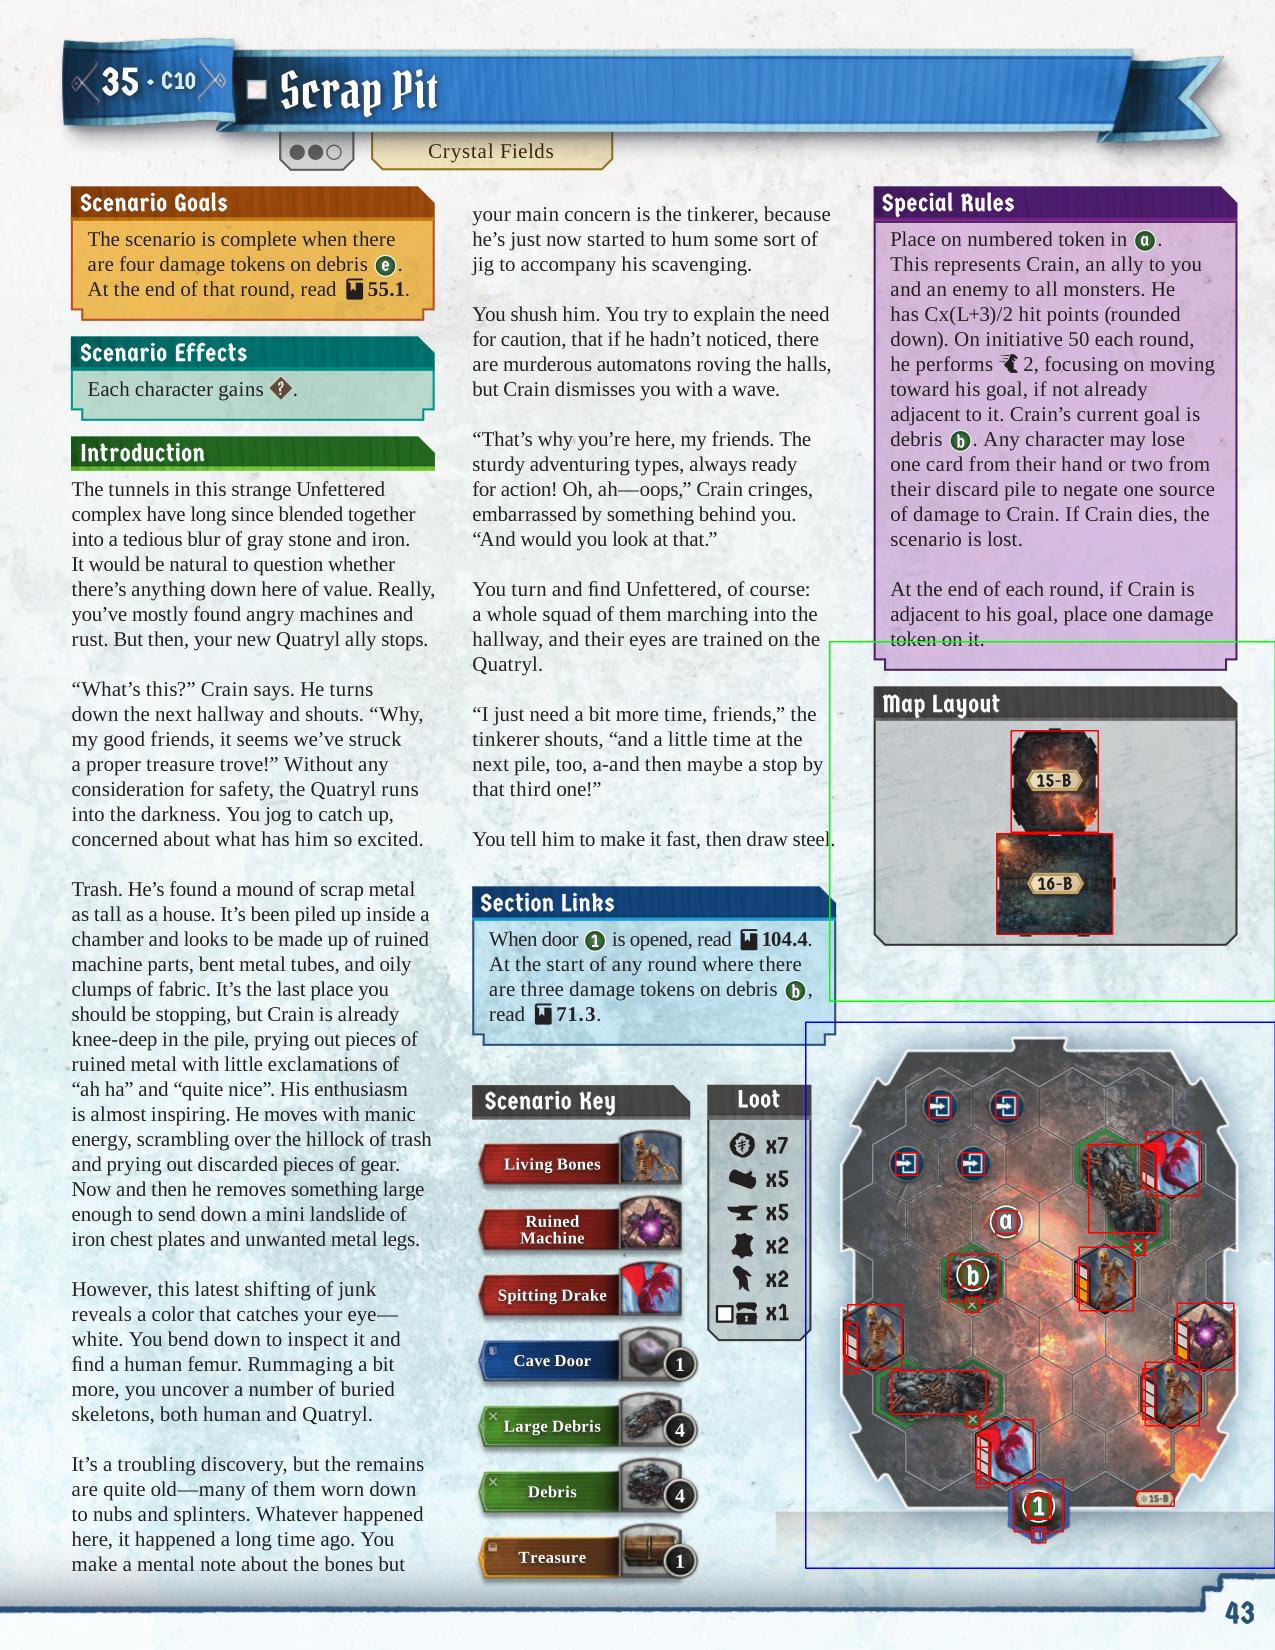 35 · C10
Scrap Pit
Crystal Fields
Scenario Goals
The scenario is complete when there
are four damage tokens on debris e.
At the end of that round, read 55.1.
Scenario Effects
Each character gains ?.
Introduction
The tunnels in this strange Unfettered
complex have long since blended together
into a tedious blur of gray stone and iron.
It would be natural to question whether
there’s anything down here of value. Really,
you’ve mostly found angry machines and
rust. But then, your new Quatryl ally stops.
“What’s this?” Crain says. He turns
down the next hallway and shouts. “Why,
my good friends, it seems we’ve struck
a proper treasure trove!” Without any
consideration for safety, the Quatryl runs
into the darkness. You jog to catch up,
concerned about what has him so excited.
Trash. He’s found a mound of scrap metal
as tall as a house. It’s been piled up inside a
chamber and looks to be made up of ruined
machine parts, bent metal tubes, and oily
clumps of fabric. It’s the last place you
should be stopping, but Crain is already
knee-deep in the pile, prying out pieces of
ruined metal with little exclamations of
“ah ha” and “quite nice”. His enthusiasm
is almost inspiring. He moves with manic
energy, scrambling over the hillock of trash
and prying out discarded pieces of gear.
Now and then he removes something large
enough to send down a mini landslide of
iron chest plates and unwanted metal legs.
However, this latest shifting of junk
reveals a color that catches your eye—
white. You bend down to inspect it and
find a human femur. Rummaging a bit
more, you uncover a number of buried
skeletons, both human and Quatryl.
It’s a troubling discovery, but the remains
are quite old—many of them worn down
to nubs and splinters. Whatever happened
here, it happened a long time ago. You
make a mental note about the bones but
your main concern is the tinkerer, because
he’s just now started to hum some sort of
jig to accompany his scavenging.
You shush him. You try to explain the need
for caution, that if he hadn’t noticed, there
are murderous automatons roving the halls,
but Crain dismisses you with a wave.
“That’s why you’re here, my friends. The
sturdy adventuring types, always ready
for action! Oh, ah—oops,” Crain cringes,
embarrassed by something behind you.
“And would you look at that.”
You turn and find Unfettered, of course:
a whole squad of them marching into the
hallway, and their eyes are trained on the
Quatryl.
“I just need a bit more time, friends,” the
tinkerer shouts, “and a little time at the
next pile, too, a-and then maybe a stop by
that third one!”
You tell him to make it fast, then draw steel.
Section Links
When door 1 is opened, read 104.4.
At the start of any round where there
are three damage tokens on debris b,
read 71.3.
Scenario Key
Living Bones
Ruined
Machine
Spitting Drake
Cave Door 1
Large Debris 4
Debris 4
Treasure 1
Loot
x7
x5
x5
x2
x2
x1
Special Rules
Place on numbered token in a.
This represents Crain, an ally to you
and an enemy to all monsters. He
has Cx(L+3)/2 hit points (rounded
down). On initiative 50 each round,
he performs 2, focusing on moving
toward his goal, if not already
adjacent to it. Crain’s current goal is
debris b. Any character may lose
one card from their hand or two from
their discard pile to negate one source
of damage to Crain. If Crain dies, the
scenario is lost.
At the end of each round, if Crain is
adjacent to his goal, place one damage
token on it.
Map Layout
15-B
16-B
a
b
1
15-B
43